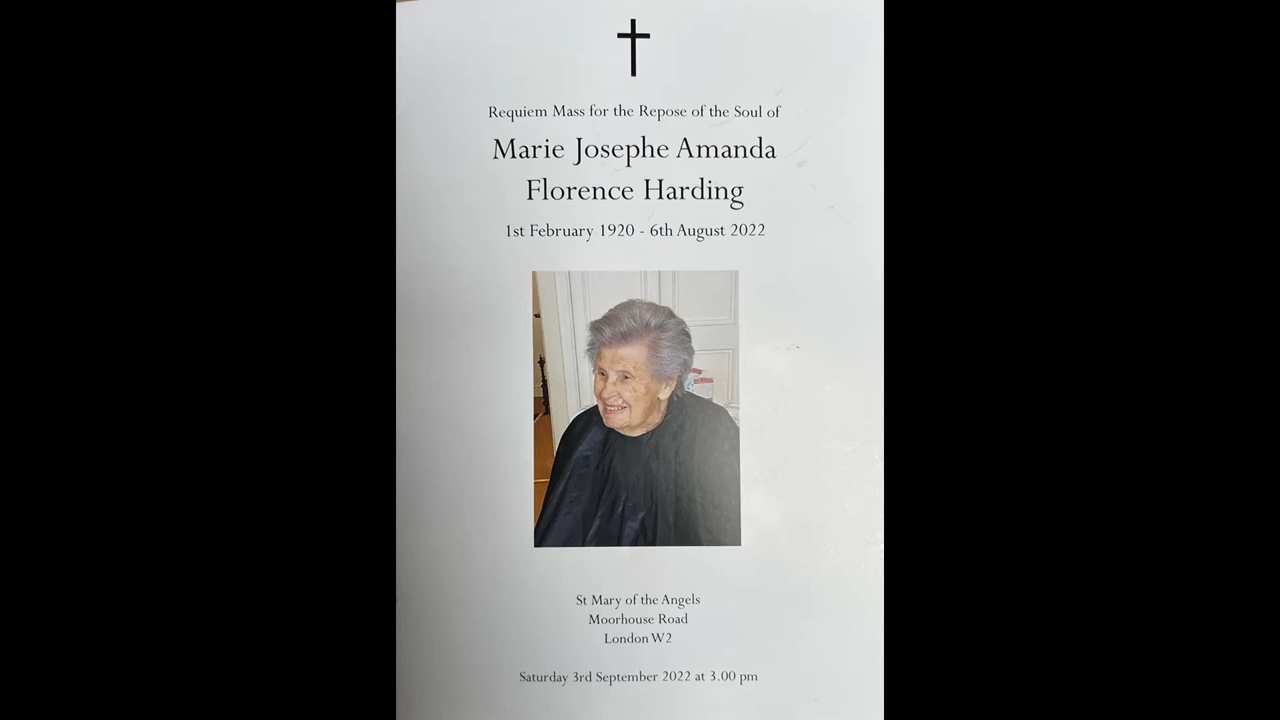 Requiem Mass for the Repose of the Soul of
Marie Josephe Amanda
Florence Harding
1st February 1920 - 6th August 2022
St Mary of the Angels
Moorhouse Road
London W2
Saturday 3rd September 2022 at 3.00 pm